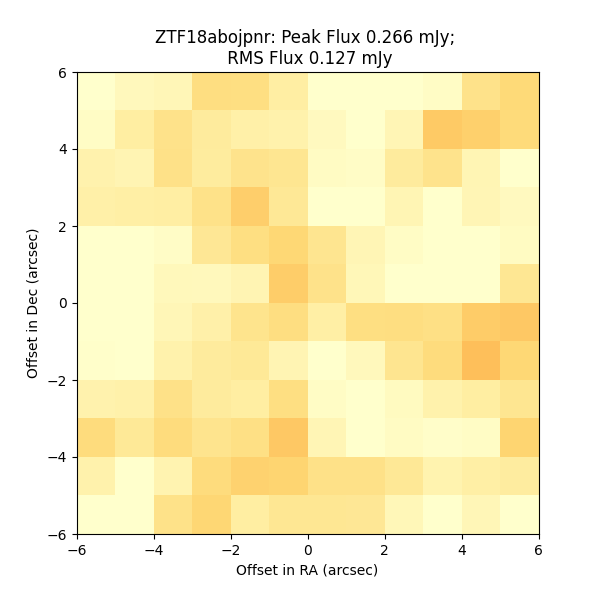 ZTF18abojpnr: Peak Flux 0.266 mJy;
RMS Flux 0.127 mJy
6
4
2
0
−2
−4
−6
Offset in Dec (arcsec)
−6 −4 −2 0 2 4 6
Offset in RA (arcsec)